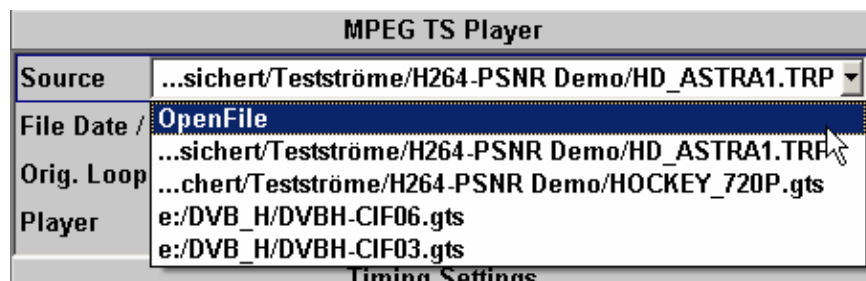 MPEG TS Player
Source ...sichert/Testströme/H264-PSNR Demo/HD_ASTRA1.TRP
OpenFile
File Date /
...sichert/Testströme/H264-PSNR Demo/HD_ASTRA1.TRP
Orig. Loop
...chert/Testströme/H264-PSNR Demo/HOCKEY_720P.gts
Player
e:/DVB_H/DVBH-CIF06.gts
e:/DVB_H/DVBH-CIF03.gts
Timing Settings